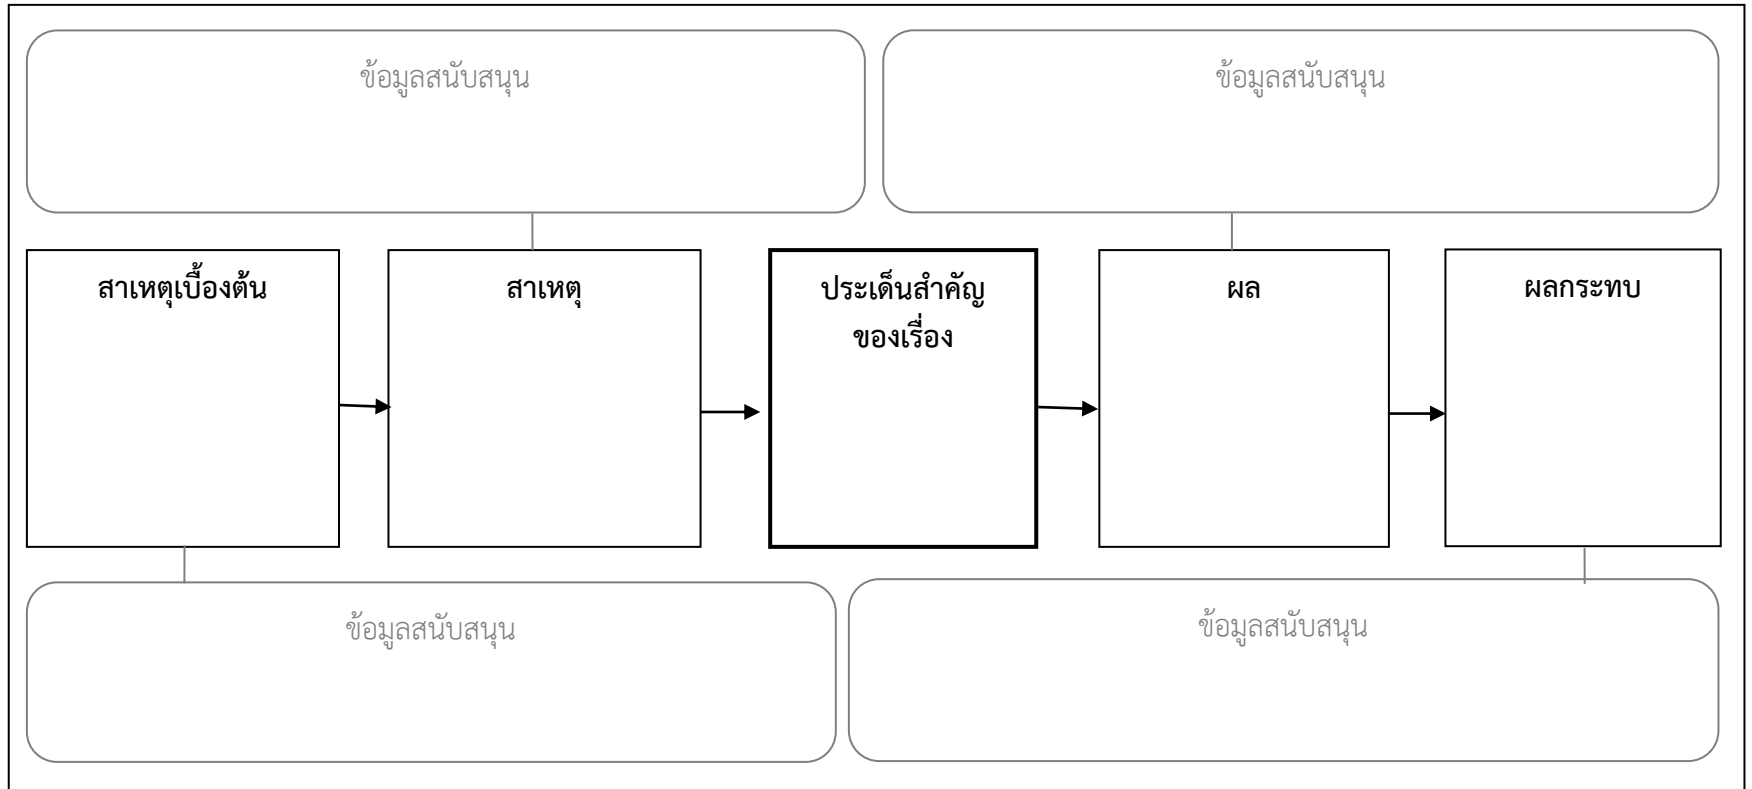 ข้อมูลสนับสนุน
ข้อมูลสนับสนุน
สาเหตุเบื้องต้น
สาเหตุ
ประเด็นสำคัญ
ของเรื่อง
ผล
ผลกระทบ
ข้อมูลสนับสนุน
ข้อมูลสนับสนุน